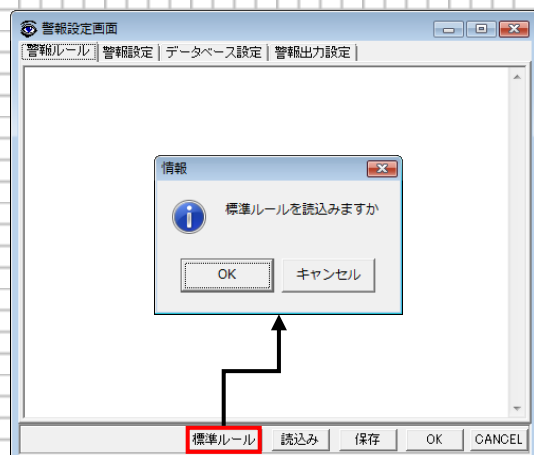 警報設定画面
警報ルール 警報設定 データベース設定 警報出力設定
情報
標準ルールを読込みますか
OK キャンセル
標準ルール 読込み 保存 OK CANCEL